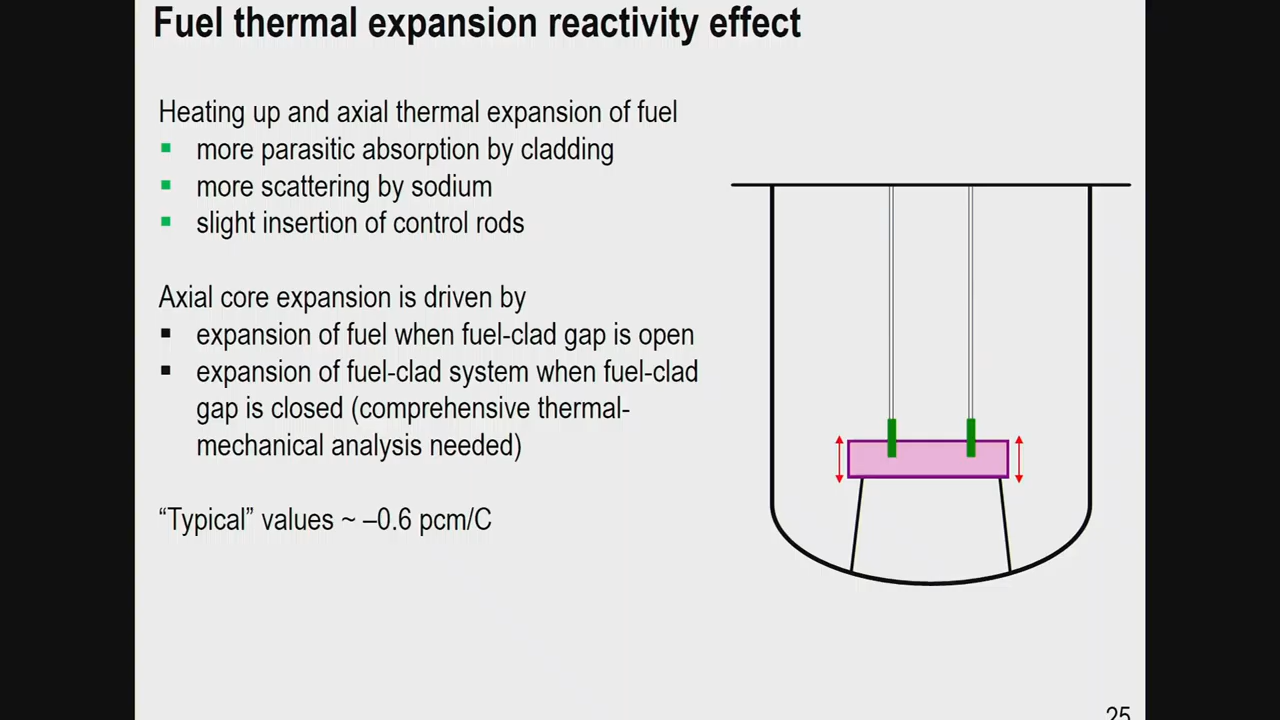 Fuel thermal expansion reactivity effect
Heating up and axial thermal expansion of fuel
more parasitic absorption by cladding
more scattering by sodium
slight insertion of control rods
Axial core expansion is driven by
expansion of fuel when fuel-clad gap is open
expansion of fuel-clad system when fuel-clad
gap is closed (comprehensive thermal-
mechanical analysis needed)
“Typical” values ~ –0.6 pcm/C
25